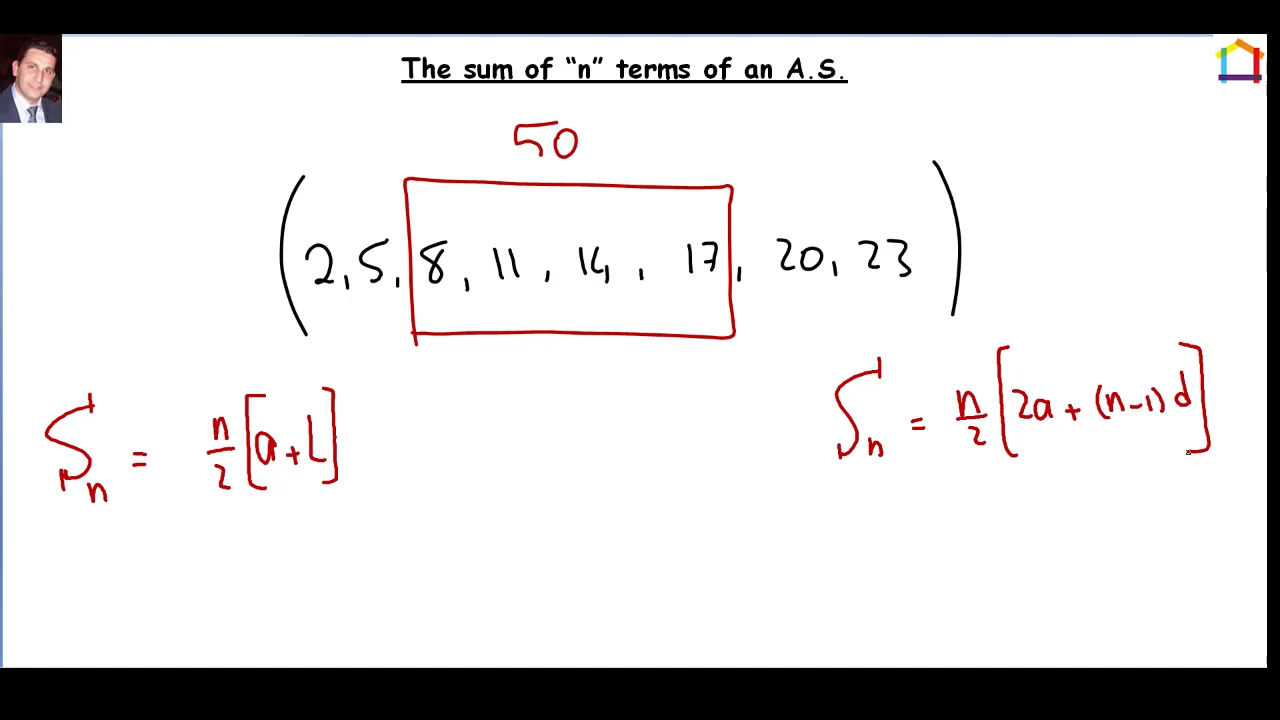 The sum of “n” terms of an A.S.
50
(2, 5, 8, 11, 14, 17, 20, 23)
Sn = n/2 [a + L]
Sn = n/2 [2a + (n-1) d]